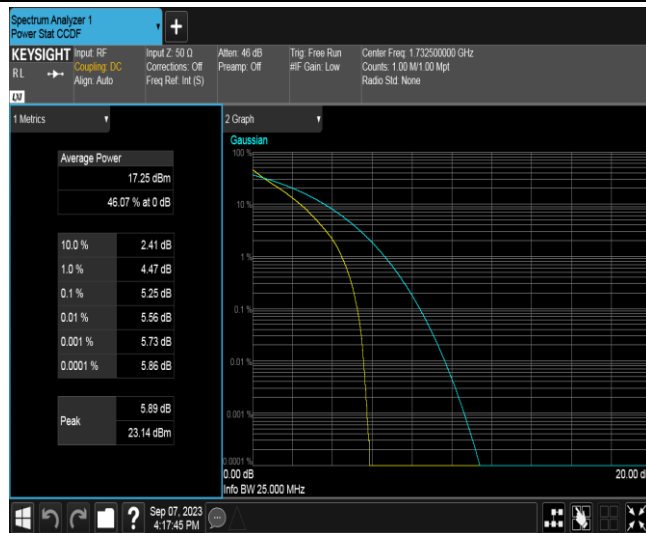 Spectrum Analyzer 1
Power Stat CCDF
+
KEYSIGHT
RL
LXI
Input: RF
Coupling: DC
Align: Auto
Input Z: 50 Ω
Corrections: Off
Freq Ref: Int (S)
Atten: 46 dB
Preamp: Off
Trig: Free Run
#IF Gain: Low
Center Freq: 1.732500000 GHz
Counts: 1.00 M/1.00 Mpt
Radio Std: None
1 Metrics
Average Power
17.25 dBm
46.07 % at 0 dB
10.0 % 2.41 dB
1.0 % 4.47 dB
0.1 % 5.25 dB
0.01 % 5.56 dB
0.001 % 5.73 dB
0.0001 % 5.86 dB
Peak
5.89 dB
23.14 dBm
2 Graph
Gaussian
100 %
10 %
1 %
0.1 %
0.01 %
0.001 %
0.0001 %
0.00 dB
20.00 d
Info BW 25.000 MHz
?
Sep 07, 2023
4:17:45 PM